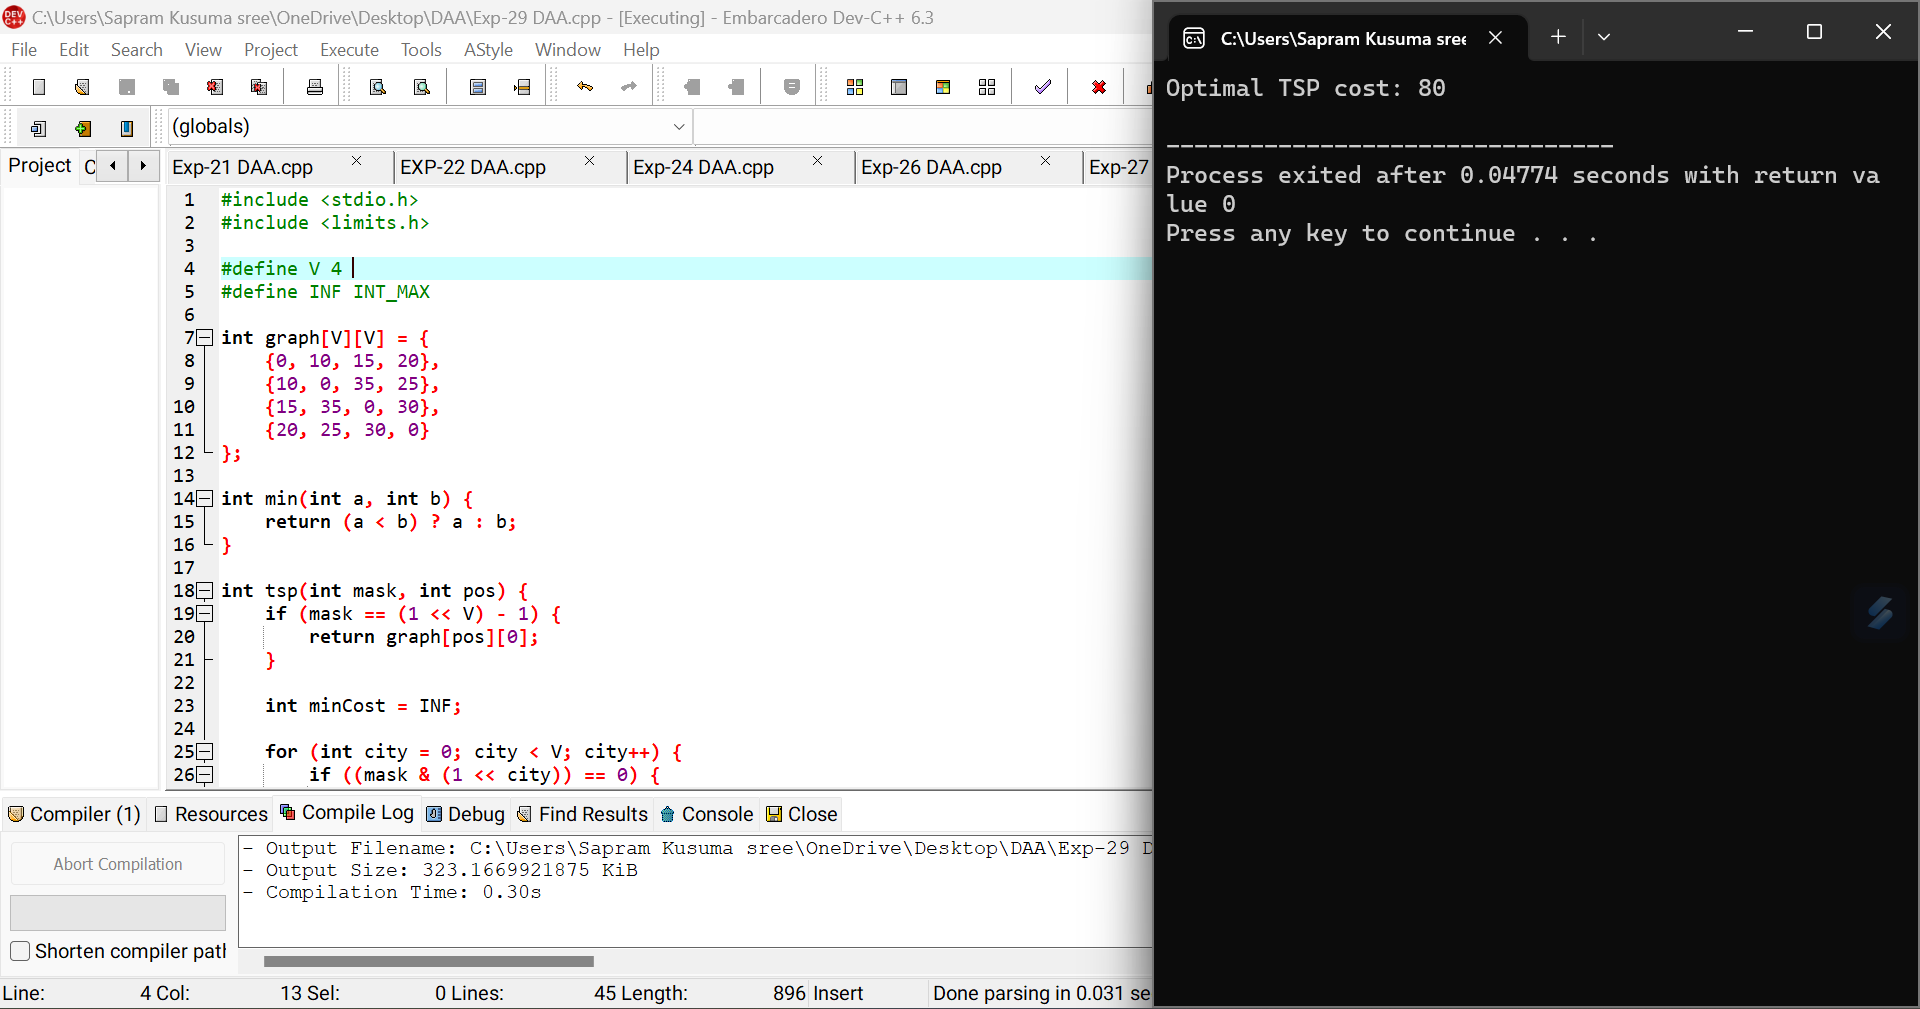 C:\Users\Sapram Kusuma sree\OneDrive\Desktop\DAA\Exp-29 DAA.cpp - [Executing] - Embarcadero Dev-C++ 6.3
File Edit Search View Project Execute Tools AStyle Window Help
(globals)
Project C
Exp-21 DAA.cpp EXP-22 DAA.cpp Exp-24 DAA.cpp Exp-26 DAA.cpp Exp-27
1 #include <stdio.h>
2 #include <limits.h>
3
4 #define V 4
5 #define INF INT_MAX
6
7 int graph[V][V] = {
8 {0, 10, 15, 20},
9 {10, 0, 35, 25},
10 {15, 35, 0, 30},
11 {20, 25, 30, 0}
12 };
13
14 int min(int a, int b) {
15 return (a < b) ? a : b;
16 }
17
18 int tsp(int mask, int pos) {
19 if (mask == (1 << V) - 1) {
20 return graph[pos][0];
21 }
22
23 int minCost = INF;
24
25 for (int city = 0; city < V; city++) {
26 if ((mask & (1 << city)) == 0) {
Compiler (1) Resources Compile Log Debug Find Results Console Close
Abort Compilation
Shorten compiler path
- Output Filename: C:\Users\Sapram Kusuma sree\OneDrive\Desktop\DAA\Exp-29 D
- Output Size: 323.1669921875 KiB
- Compilation Time: 0.30s
Line: 4 Col: 13 Sel: 0 Lines: 45 Length: 896 Insert Done parsing in 0.031 se
C:\Users\Sapram Kusuma sree
Optimal TSP cost: 80
--------------------------------
Process exited after 0.04774 seconds with return va
lue 0
Press any key to continue . . .